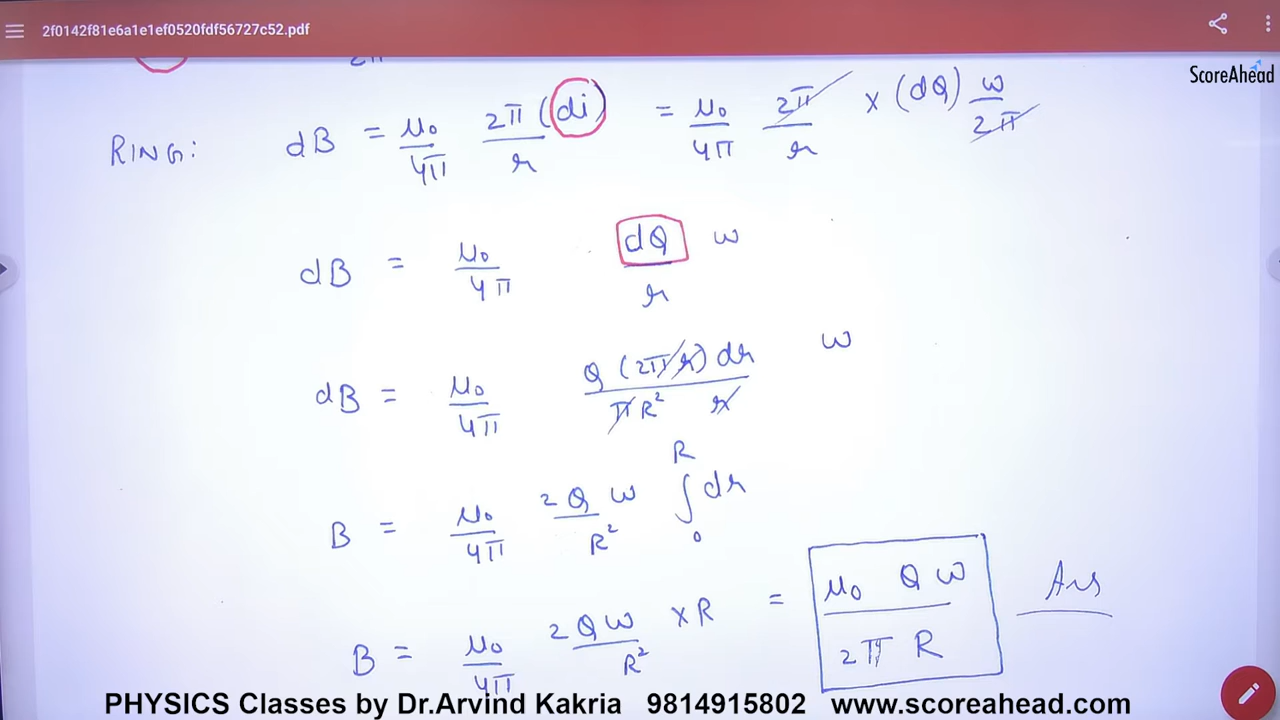 2f0142f81e6a1e1ef0520fdf56727c52.pdf
ScoreAhead
RING: dB = μ₀/4π 2π(di)/r = μ₀/4π 2π/r × (dQ) ω/2π
dB = μ₀/4π dQ/r ω
dB = μ₀/4π Q(2πr)dr/πR² r ω
B = μ₀/4π 2Qω/R² ∫₀ᴿ dr
B = μ₀/4π 2Qω/R² × R = μ₀ Q ω/2π R Ans
PHYSICS Classes by Dr.Arvind Kakria 9814915802 www.scoreahead.com